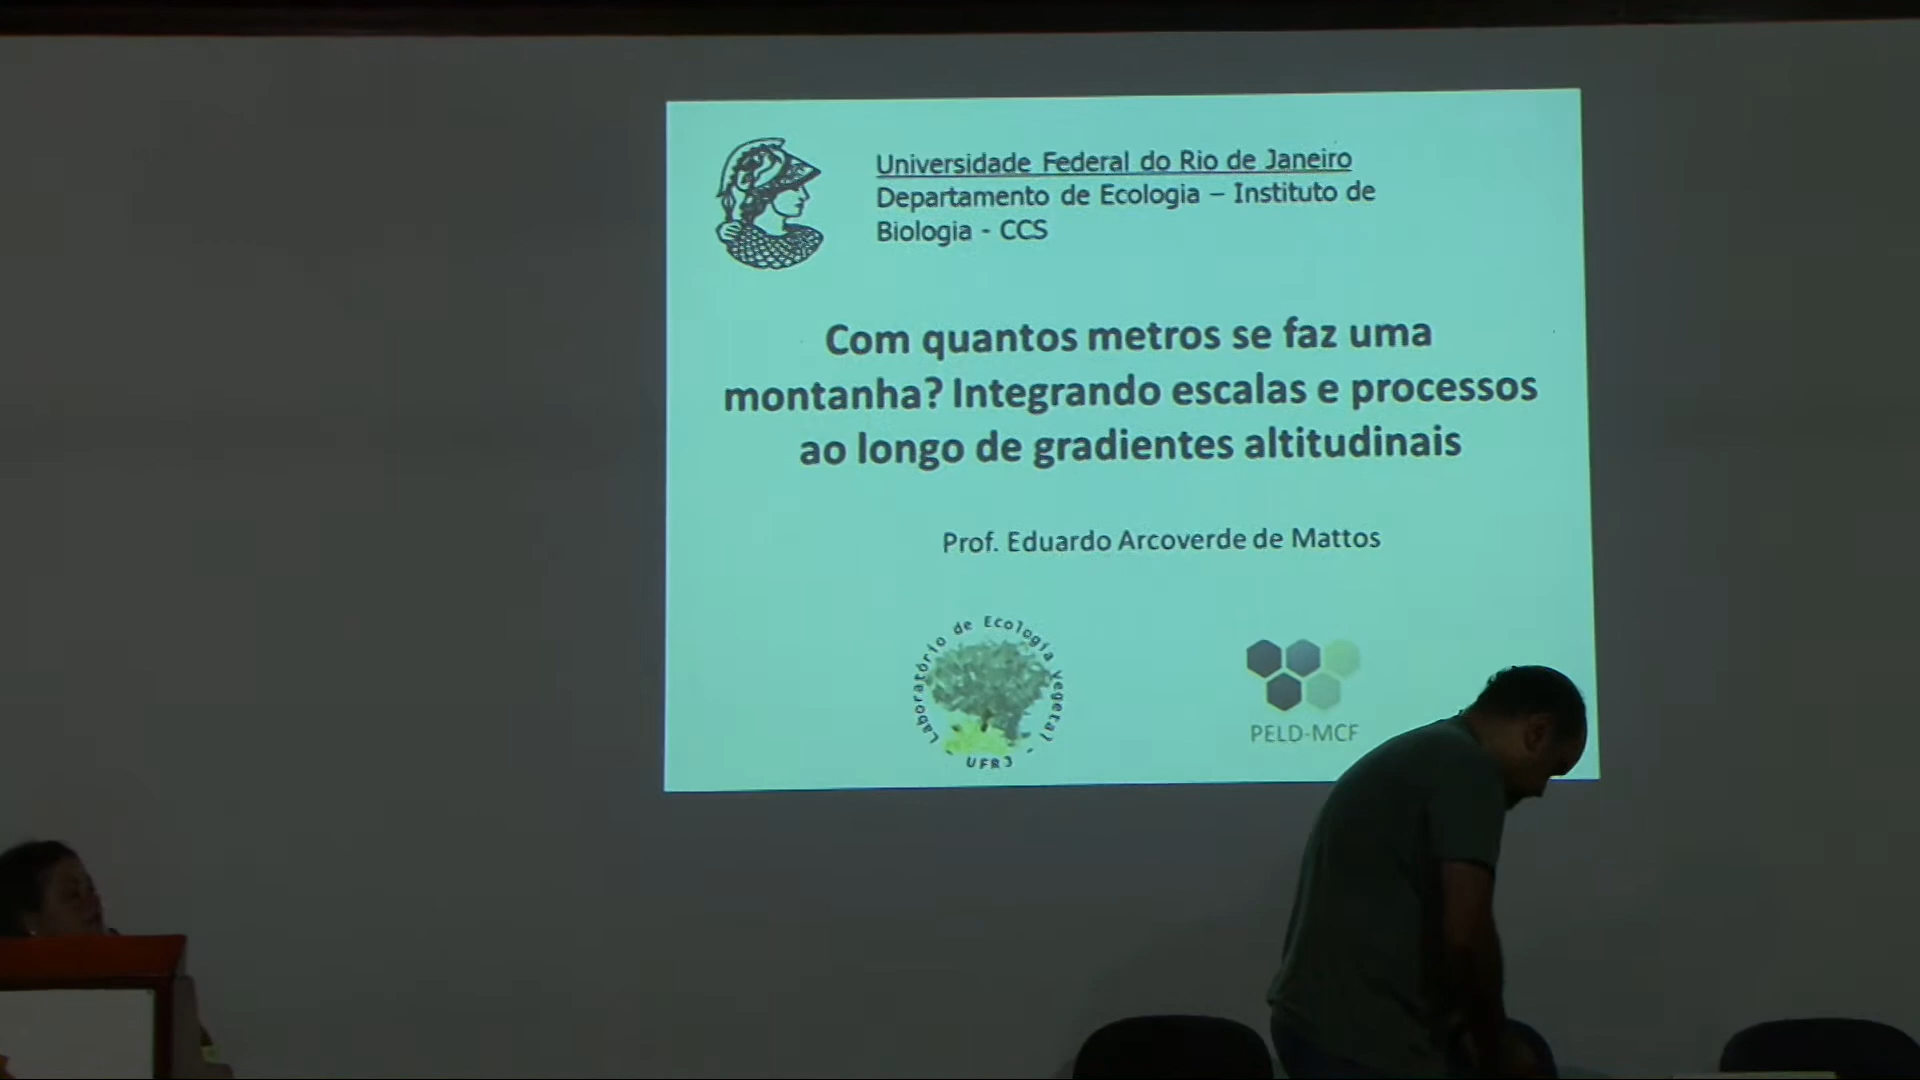 Universidade Federal do Rio de Janeiro
Departamento de Ecologia – Instituto de
Biologia - CCS
Com quantos metros se faz uma
montanha? Integrando escalas e processos
ao longo de gradientes altitudinais
Prof. Eduardo Arcoverde de Mattos
Laboratório de Ecologia Vegetal - UFRJ
PELD-MCF